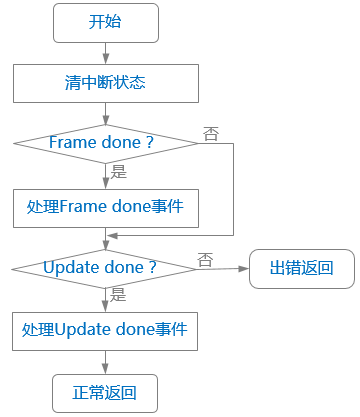 开始
清中断状态
Frame done？
否
是
处理Frame done事件
Update done？
否
出错返回
是
处理Update done事件
正常返回